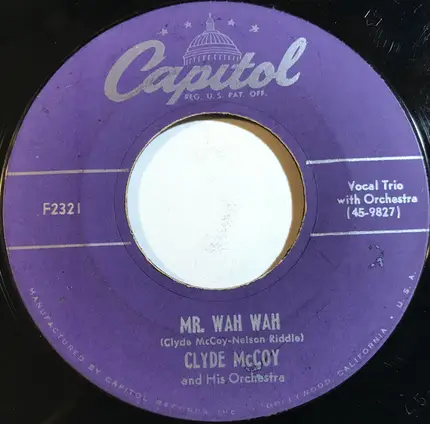 Capitol
REG. U.S. PAT. OFF.
F2321
Vocal Trio
with Orchestra
(45-9827)
MR. WAH WAH
(Clyde McCoy-Nelson Riddle)
CLYDE McCOY
and His Orchestra
MANUFACTURED BY CAPITOL RECORDS, INC. HOLLYWOOD, CALIFORNIA • U.S.A.